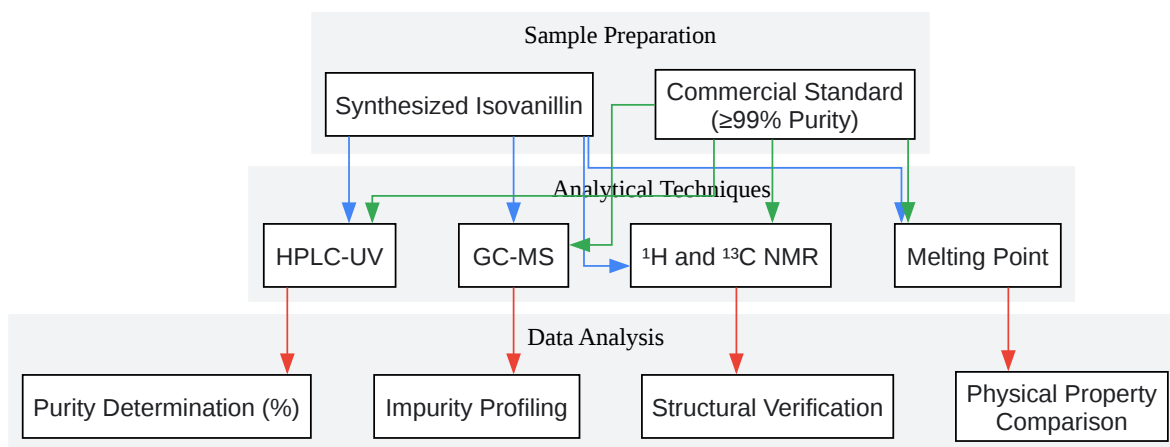 Sample Preparation
Synthesized Isovanillin
Commercial Standard
(≥99% Purity)
Analytical Techniques
HPLC-UV
GC-MS
¹H and ¹³C NMR
Melting Point
Data Analysis
Purity Determination (%)
Impurity Profiling
Structural Verification
Physical Property
Comparison